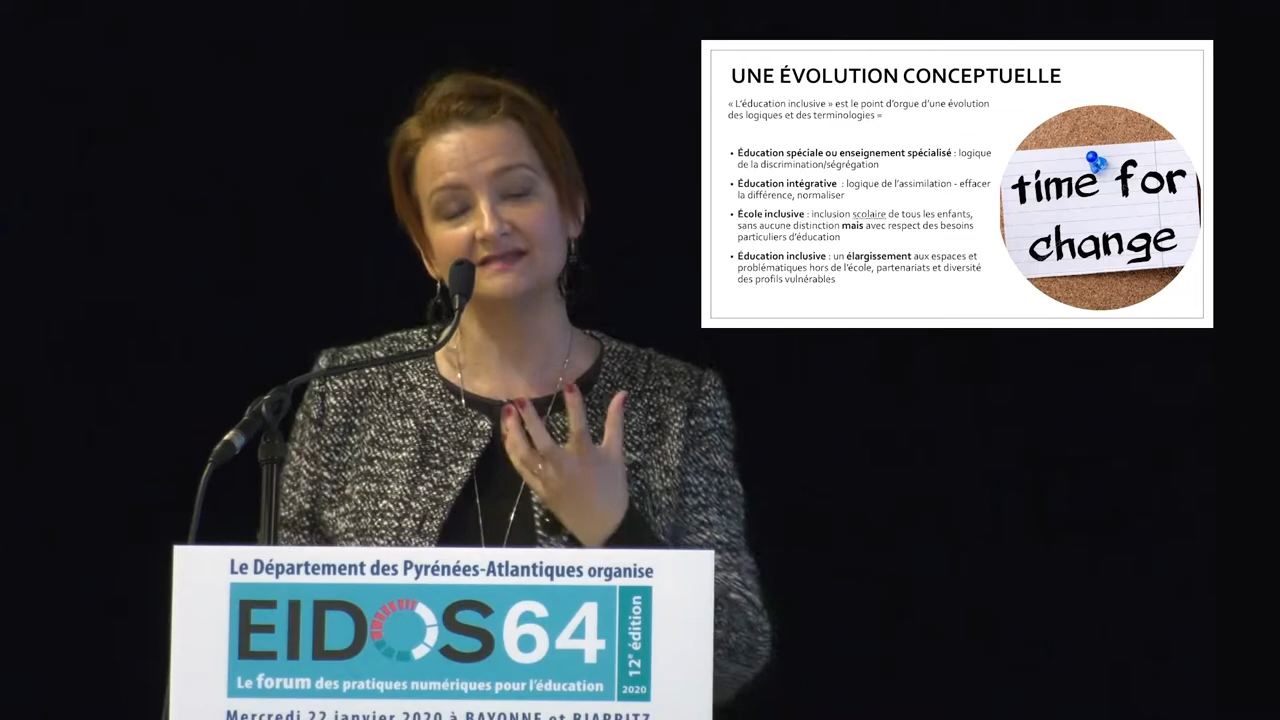 UNE ÉVOLUTION CONCEPTUELLE
« L'éducation inclusive » est le point d'orgue d'une évolution
des logiques et des terminologies =
• Éducation spéciale ou enseignement spécialisé : logique
de la discrimination/ségrégation
• Éducation intégrative : logique de l'assimilation - effacer
la différence, normaliser
• École inclusive : inclusion scolaire de tous les enfants,
sans aucune distinction mais avec respect des besoins
particuliers d'éducation
• Éducation inclusive : un élargissement aux espaces et
problématiques hors de l'école, partenariats et diversité
des profils vulnérables
time for
change
Le Département des Pyrénées-Atlantiques organise
EIDOS64
12e édition
2020
Le forum des pratiques numériques pour l'éducation
Mercredi 22 janvier 2020 à BAYONNE et BIARRITZ